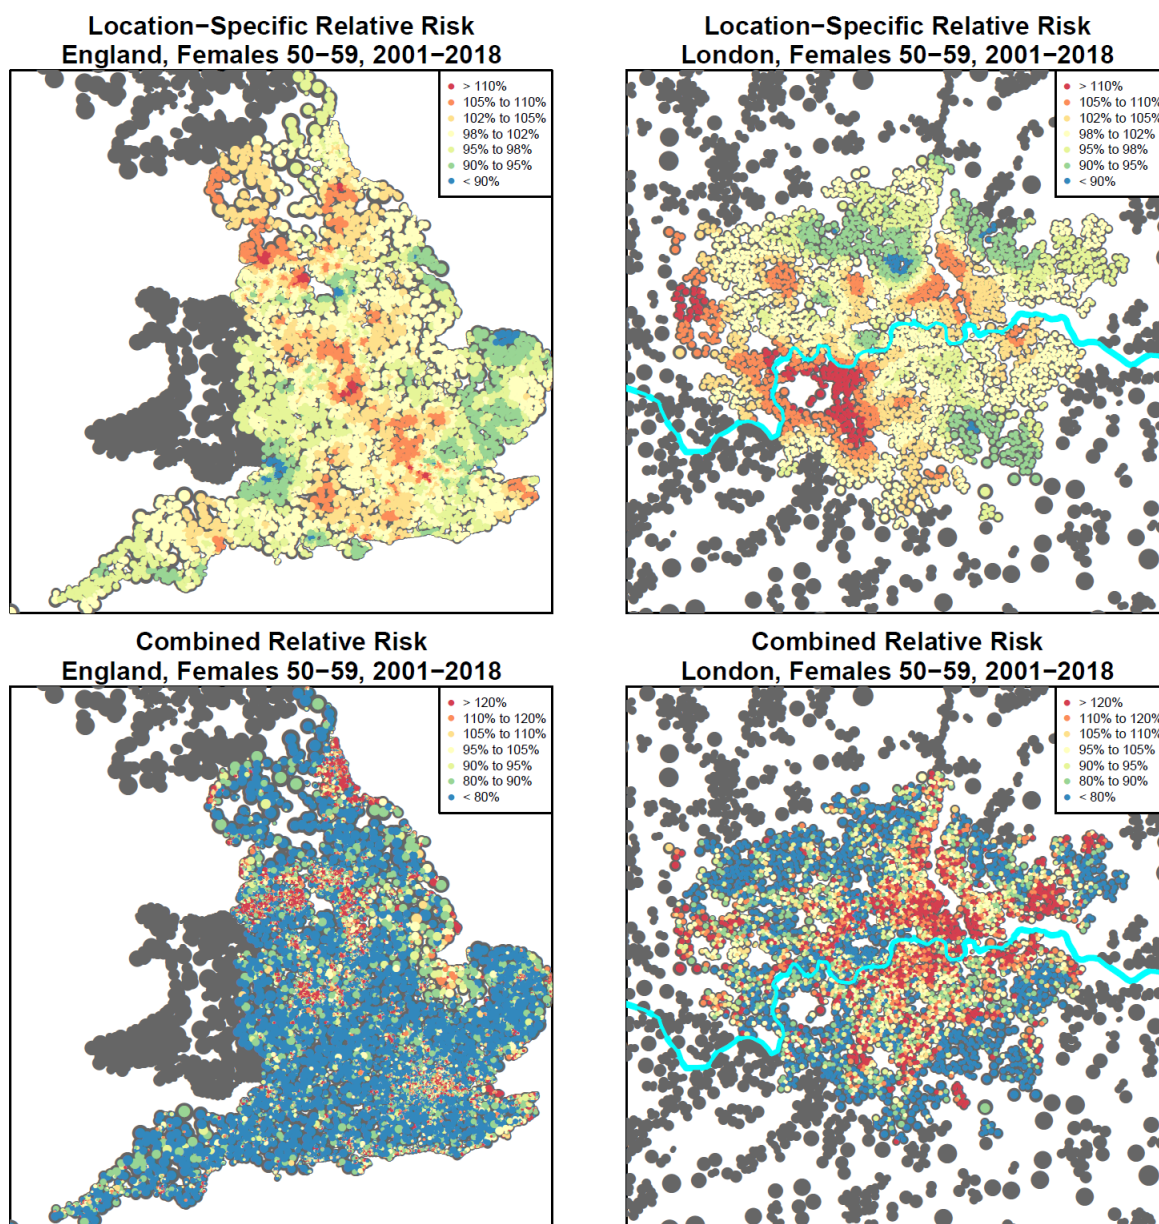 Location−Specific Relative Risk
England, Females 50−59, 2001−2018
> 110%
105% to 110%
102% to 105%
98% to 102%
95% to 98%
90% to 95%
< 90%
Location−Specific Relative Risk
London, Females 50−59, 2001−2018
> 110%
105% to 110%
102% to 105%
98% to 102%
95% to 98%
90% to 95%
< 90%
Combined Relative Risk
England, Females 50−59, 2001−2018
> 120%
110% to 120%
105% to 110%
95% to 105%
90% to 95%
80% to 90%
< 80%
Combined Relative Risk
London, Females 50−59, 2001−2018
> 120%
110% to 120%
105% to 110%
95% to 105%
90% to 95%
80% to 90%
< 80%